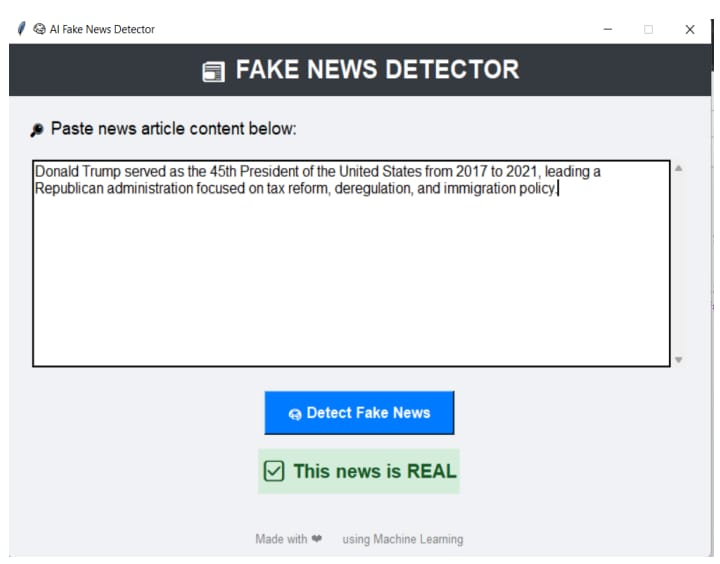 AI Fake News Detector
FAKE NEWS DETECTOR
Paste news article content below:
Donald Trump served as the 45th President of the United States from 2017 to 2021, leading a
Republican administration focused on tax reform, deregulation, and immigration policy.
Detect Fake News
This news is REAL
Made with ❤ using Machine Learning